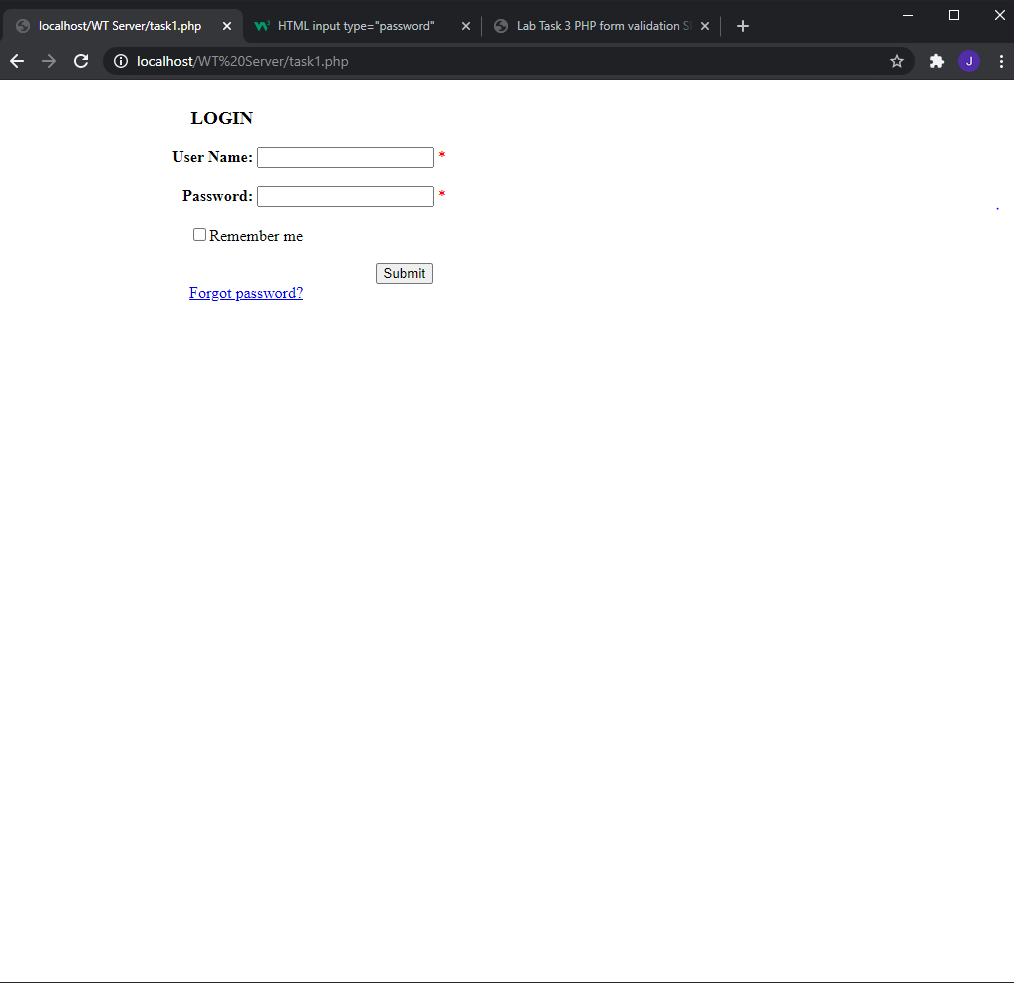 localhost/WT Server/task1.php
HTML input type="password"
Lab Task 3 PHP form validation
localhost/WT%20Server/task1.php
J
LOGIN
User Name: *
Password: *
Remember me
Submit
Forgot password?